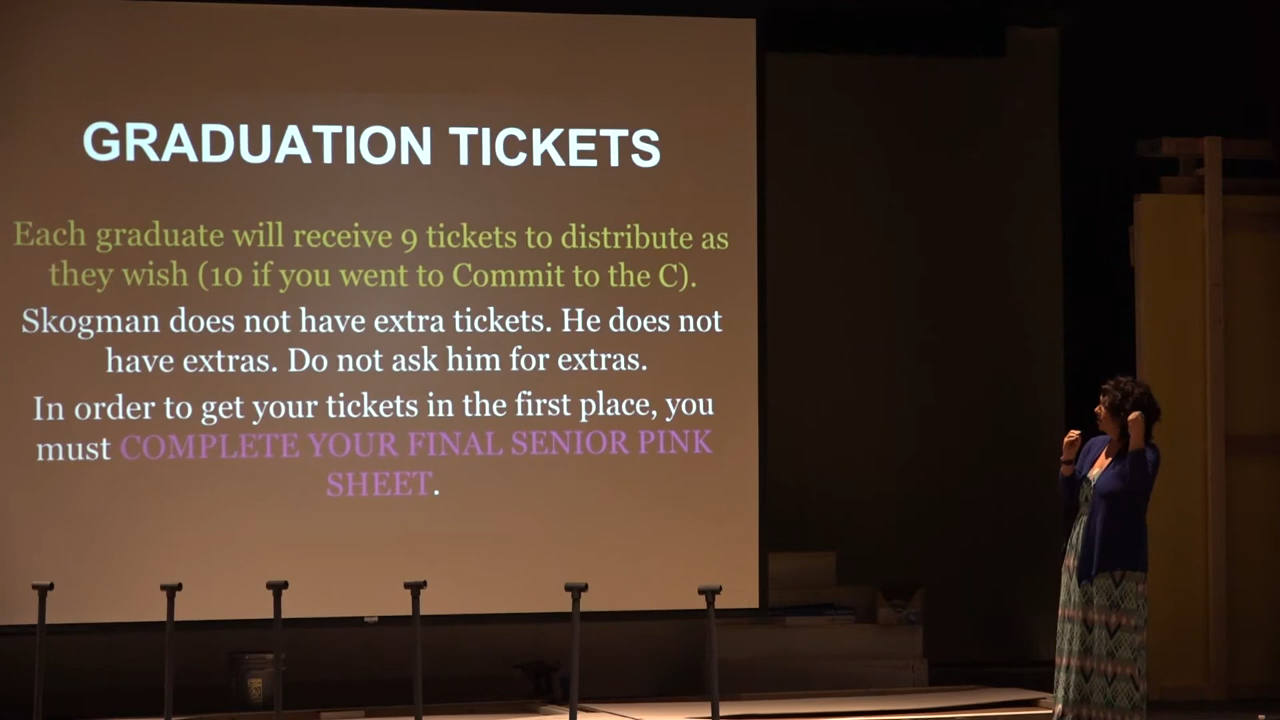 GRADUATION TICKETS
Each graduate will receive 9 tickets to distribute as
they wish (10 if you went to Commit to the C).
Skogman does not have extra tickets. He does not
have extras. Do not ask him for extras.
In order to get your tickets in the first place, you
must COMPLETE YOUR FINAL SENIOR PINK
SHEET.